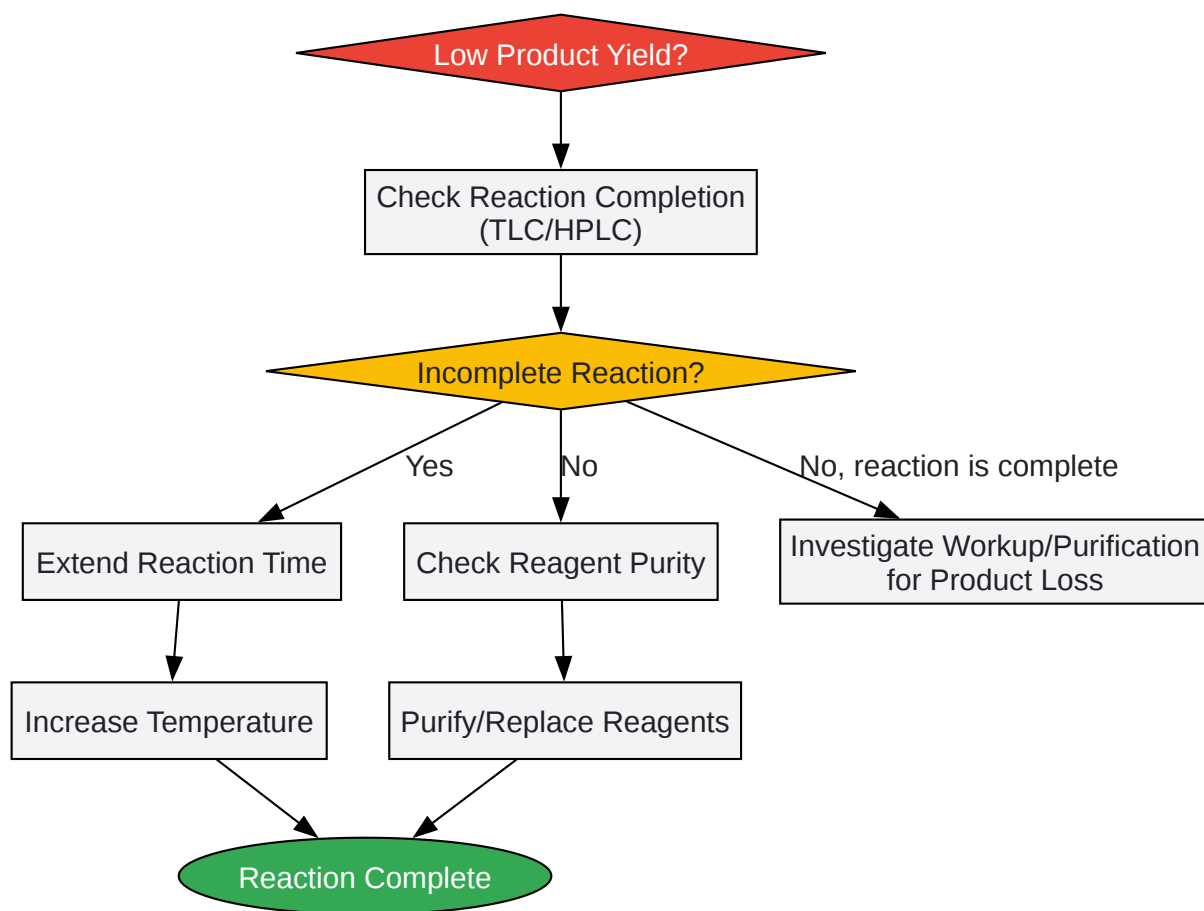 Low Product Yield?
Check Reaction Completion
(TLC/HPLC)
Incomplete Reaction?
Yes
No
No, reaction is complete
Extend Reaction Time
Check Reagent Purity
Investigate Workup/Purification
for Product Loss
Increase Temperature
Purify/Replace Reagents
Reaction Complete